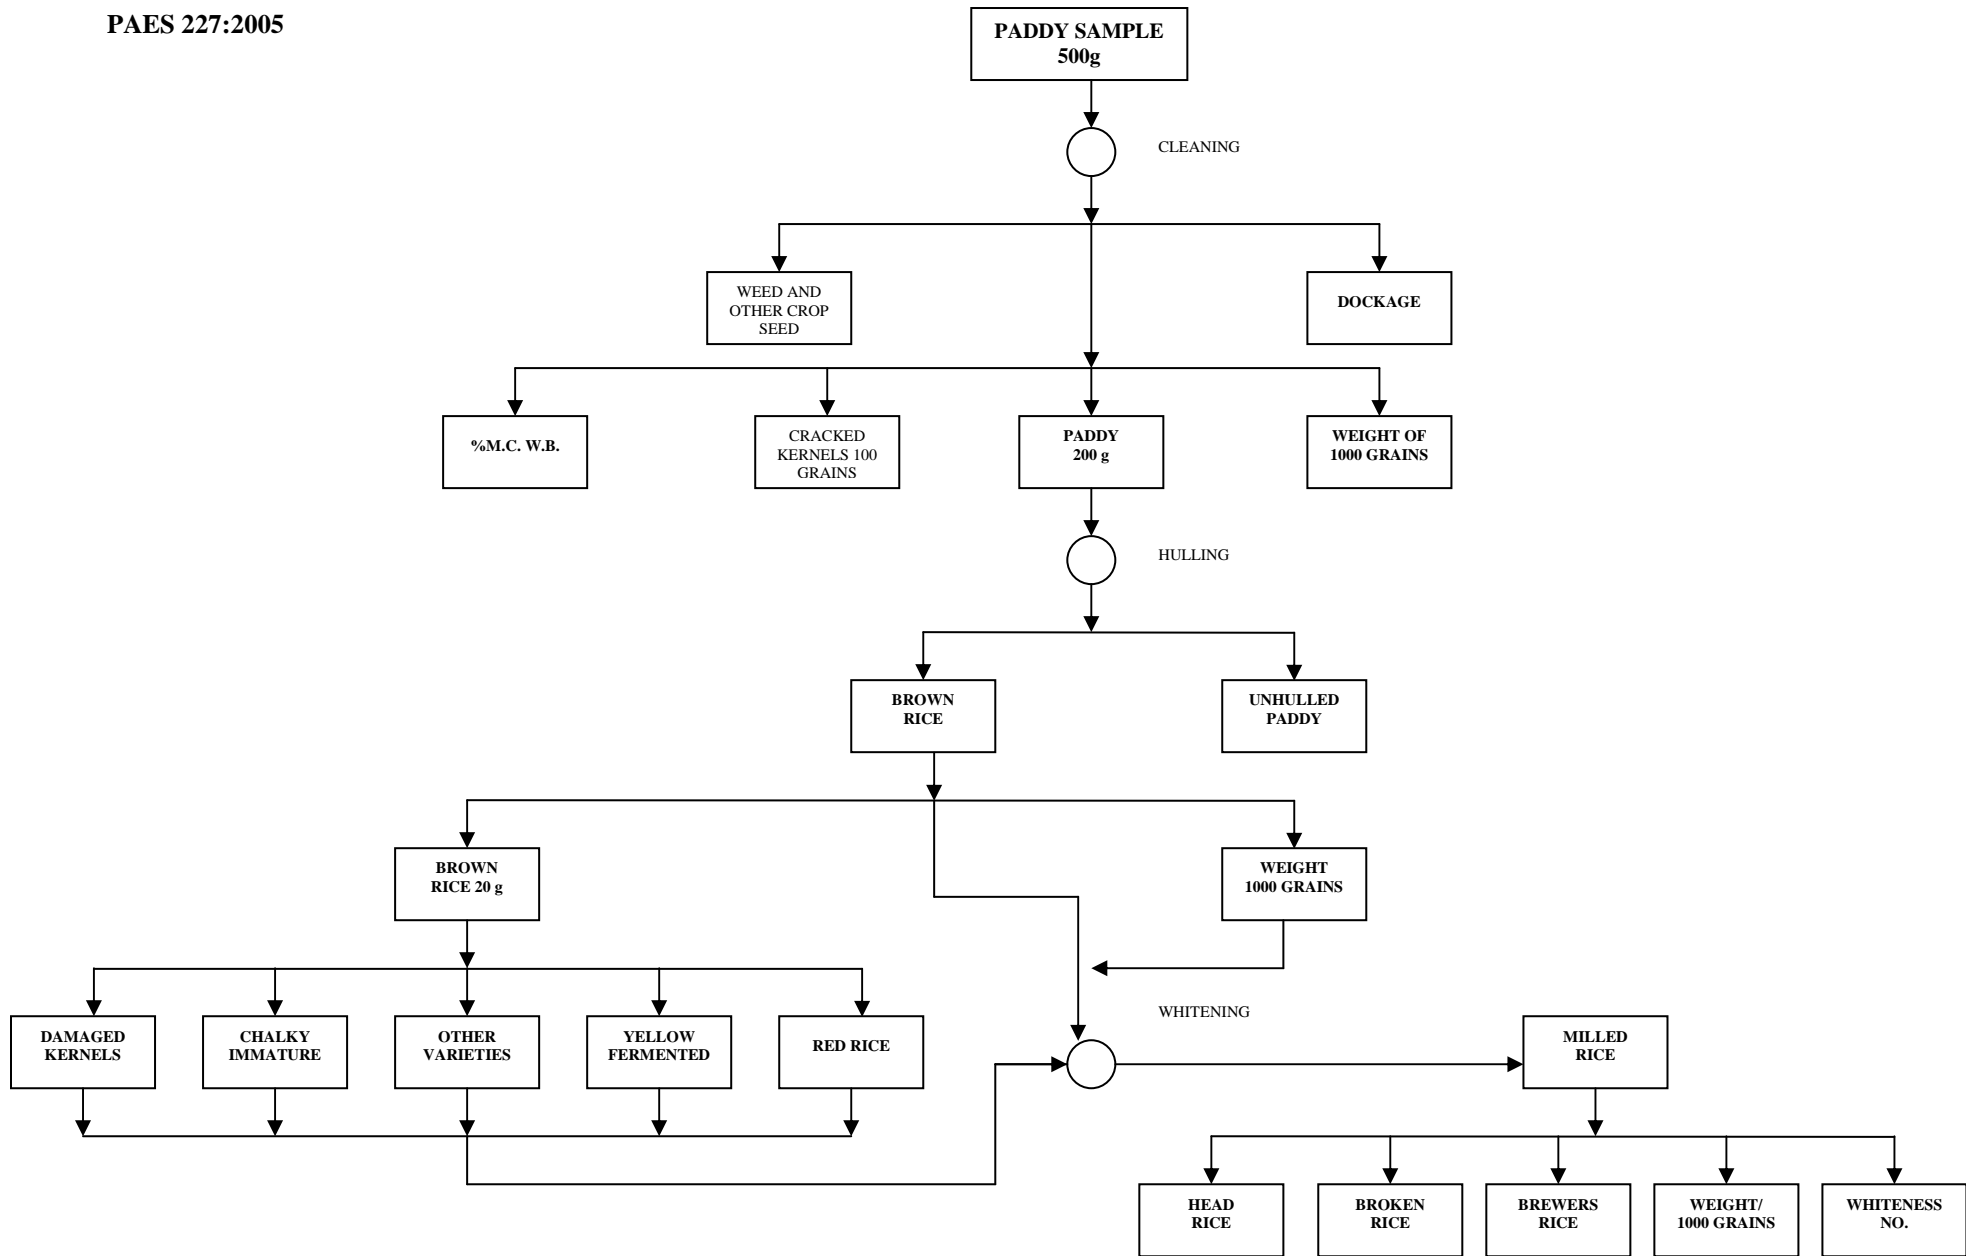 PAES 227:2005
PADDY SAMPLE
500g
CLEANING
WEED AND
OTHER CROP
SEED
DOCKAGE
%M.C. W.B.
CRACKED
KERNELS 100
GRAINS
PADDY
200 g
WEIGHT OF
1000 GRAINS
HULLING
BROWN
RICE
UNHULLED
PADDY
BROWN
RICE 20 g
WEIGHT
1000 GRAINS
WHITENING
DAMAGED
KERNELS
CHALKY
IMMATURE
OTHER
VARIETIES
YELLOW
FERMENTED
RED RICE
MILLED
RICE
HEAD
RICE
BROKEN
RICE
BREWERS
RICE
WEIGHT/
1000 GRAINS
WHITENESS
NO.